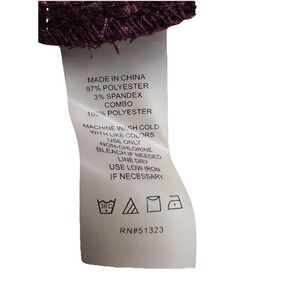 MADE IN CHINA
97% POLYESTER
3% SPANDEX
COMBO
100% POLYESTER
MACHINE WASH COLD
WITH LIKE COLORS
USE ONLY
NON-CHLORINE
BLEACH IF NEEDED
LINE DRY
USE LOW IRON
IF NECESSARY
30°C
RN#51323